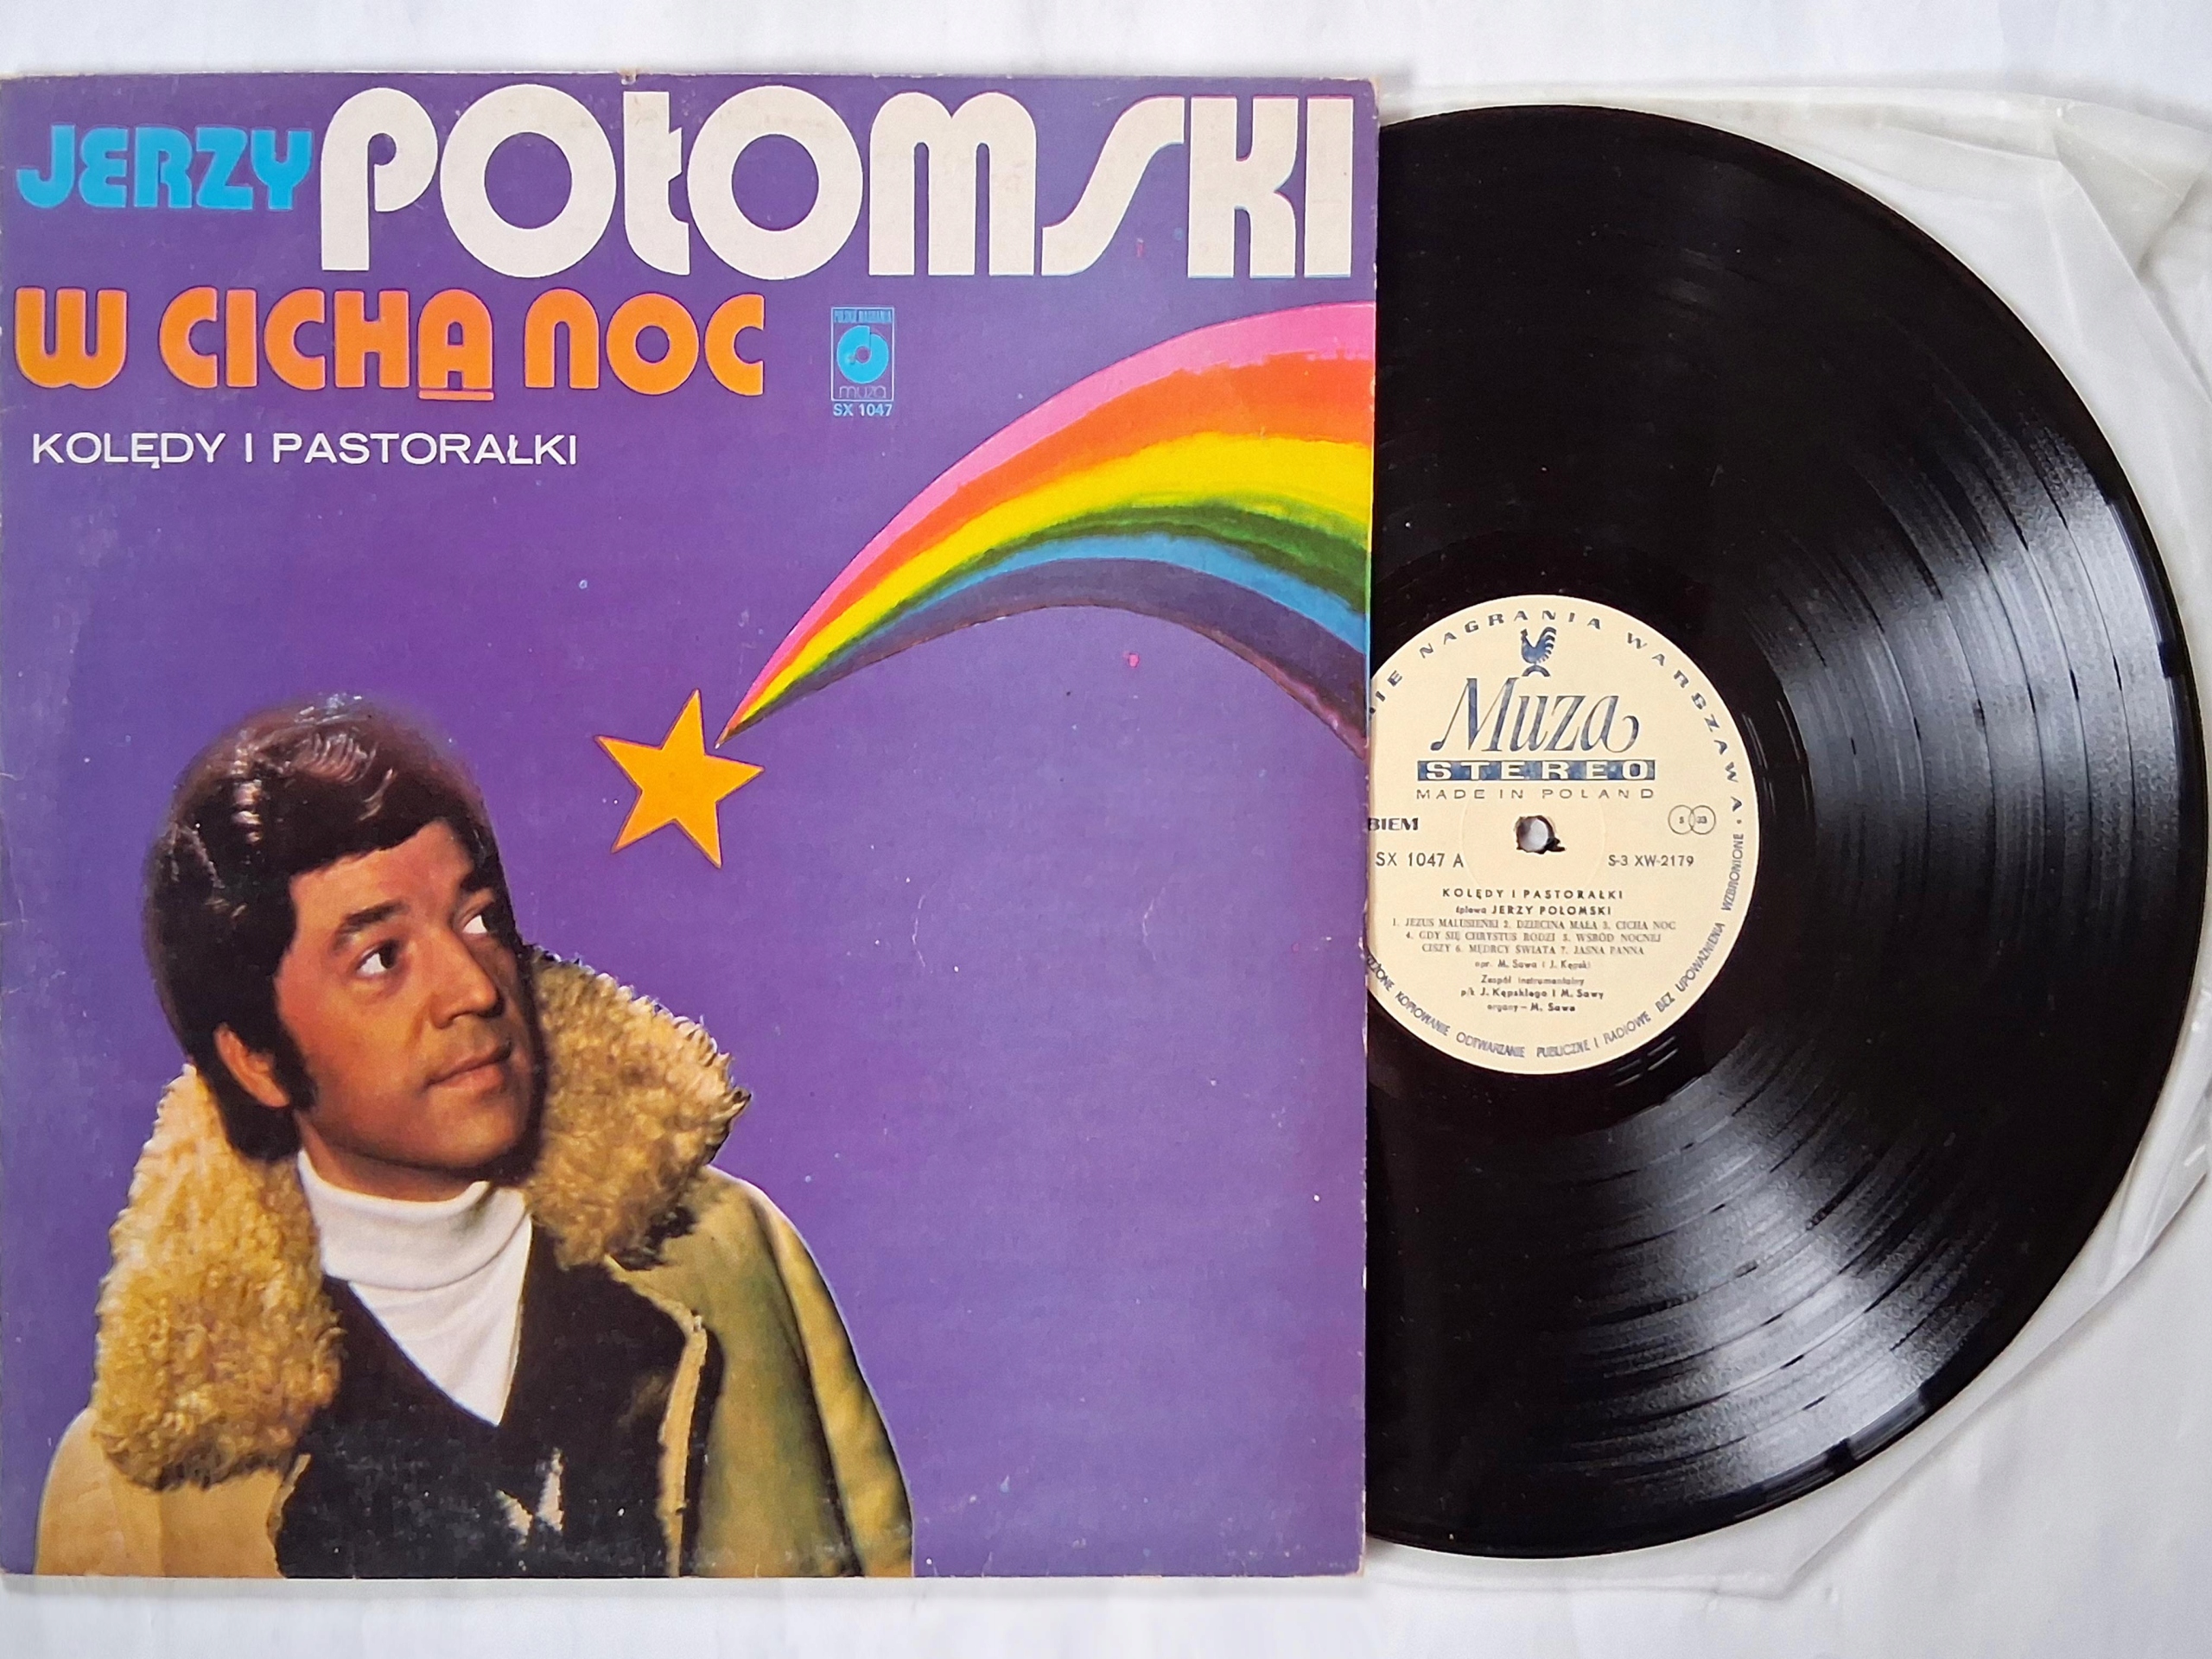 JERZY POŁOMSKI
W CICHĄ NOC
POLSKIE NAGRANIA
muza
SX 1047
KOLĘDY I PASTORAŁKI
IE NAGRANIA WARSZAWA •
Muza
STEREO
MADE IN POLAND
BIEM
S 33
SX 1047 A
S-3 XW-2179
KOLĘDY I PASTORAŁKI
śpiewa JERZY POŁOMSKI
1. JEZUS MALUSIEŃKI 2. DZIECINA MAŁA 3. CICHA NOC
4. GDY SIĘ CHRYSTUS RODZI 5. WŚRÓD NOCNEJ
CISZY 6. MĘDRCY ŚWIATA 7. JASNA PANNA
opr. M. Sawa i J. Kępski
Zespół instrumentalny
p/k J. Kępskiego i M. Sawy
organy – M. Sawa
KOPIOWANIE ODTWARZANIE PUBLICZNE I RADIOWE BEZ UPOWAŻNIENIA WZBRONIONE